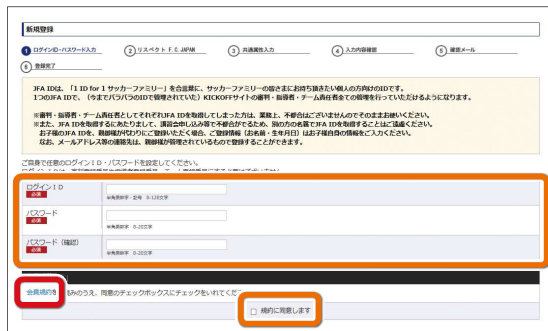 新規登録
1 ログインID・パスワード入力 2 リスペクト F.C.JAPAN 3 共通属性入力 4 入力内容確認 5 確認メール
6 登録完了
JFA IDは、「1 ID for 1 サッカーファミリー」を合言葉に、サッカーファミリーの皆さまにお持ち頂きたい個人の方向けのIDです。
1つのJFA IDで、（今までバラバラのIDで管理されていた）KICKOFFサイトの審判・指導者・チーム責任者全ての管理を行っていただけるようになります。
※審判・指導者・チーム責任者としてそれぞれJFA IDを取得してしまった方は、業務上、不都合はございませんのでそのままお使いください。
※また、JFA IDを取得するにあたりまして、講習会申し込み等で不都合がでるため、別の方の名義でJFA IDを取得することはご遠慮ください。
お子様のJFA IDを、親御様が代わりにご登録いただく場合、ご登録情報（お名前・生年月日）はお子様自身の情報をご記入ください。
なお、メールアドレス等の連絡先は、親御様が管理されているもので登録することができます。
ご自身で任意のログインID・パスワードを設定してください。
ログインID
必須
※半角英数字・記号 8-128文字
パスワード
必須
※半角英数字 8-20文字
パスワード（確認）
必須
※半角英数字 8-20文字
会員規約を みのうえ、同意のチェックボックスにチェックをいれてくだ
規約に同意します